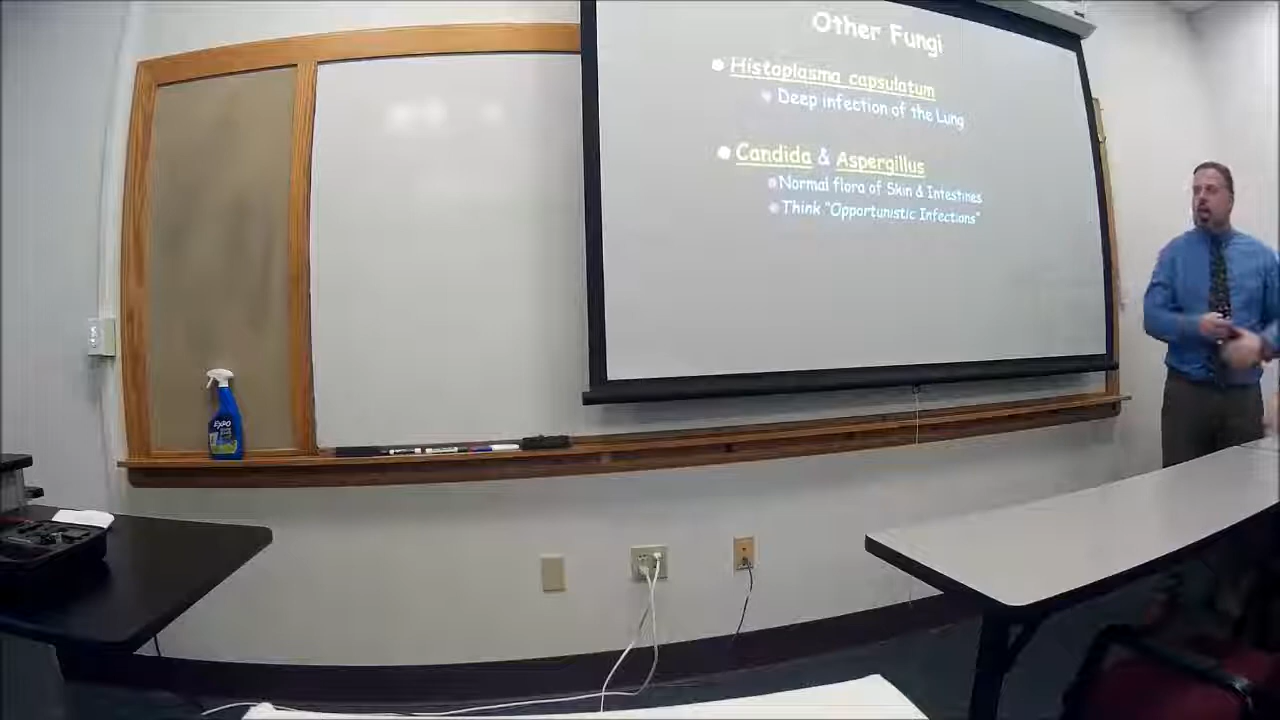 Other Fungi
Histoplasma capsulatum
Deep infection of the Lung
Candida & Aspergillus
Normal flora of Skin & Intestines
Think "Opportunistic Infections"
EXPO